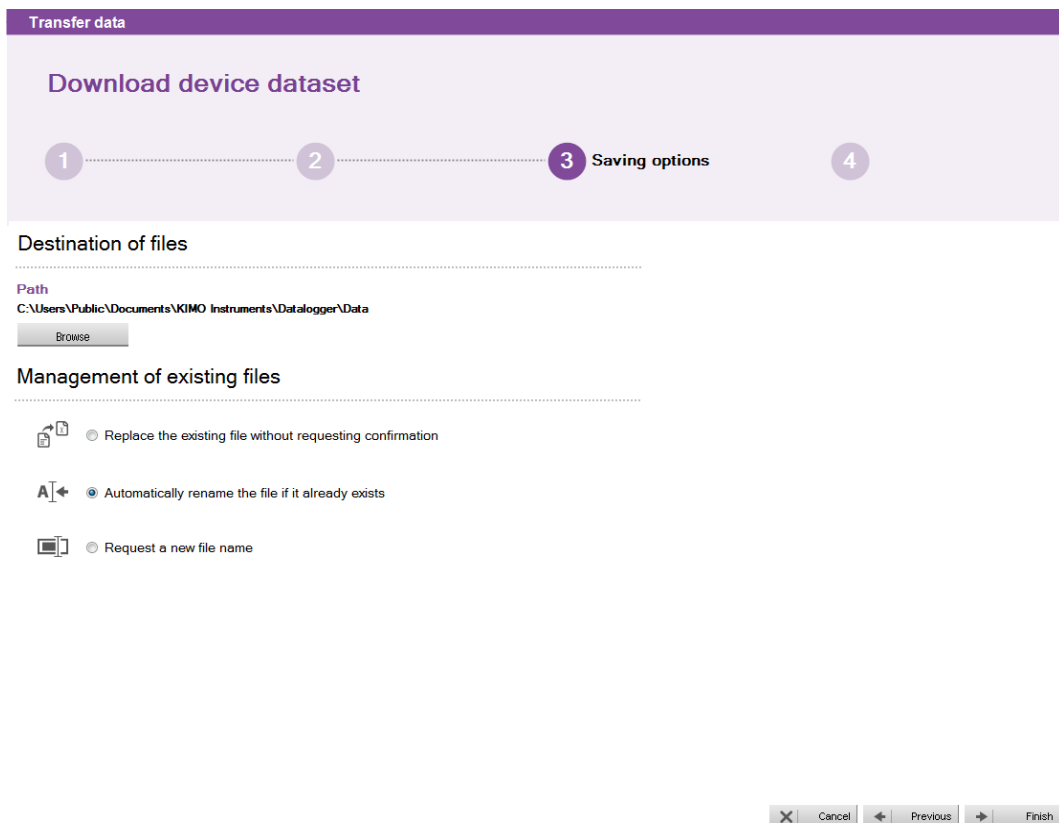 Transfer data
Download device dataset
1 2 3 Saving options 4
Destination of files
Path
C:\Users\Public\Documents\KIMO Instruments\Datalogger\Data
Browse
Management of existing files
Replace the existing file without requesting confirmation
A Automatically rename the file if it already exists
Request a new file name
Cancel Previous Finish